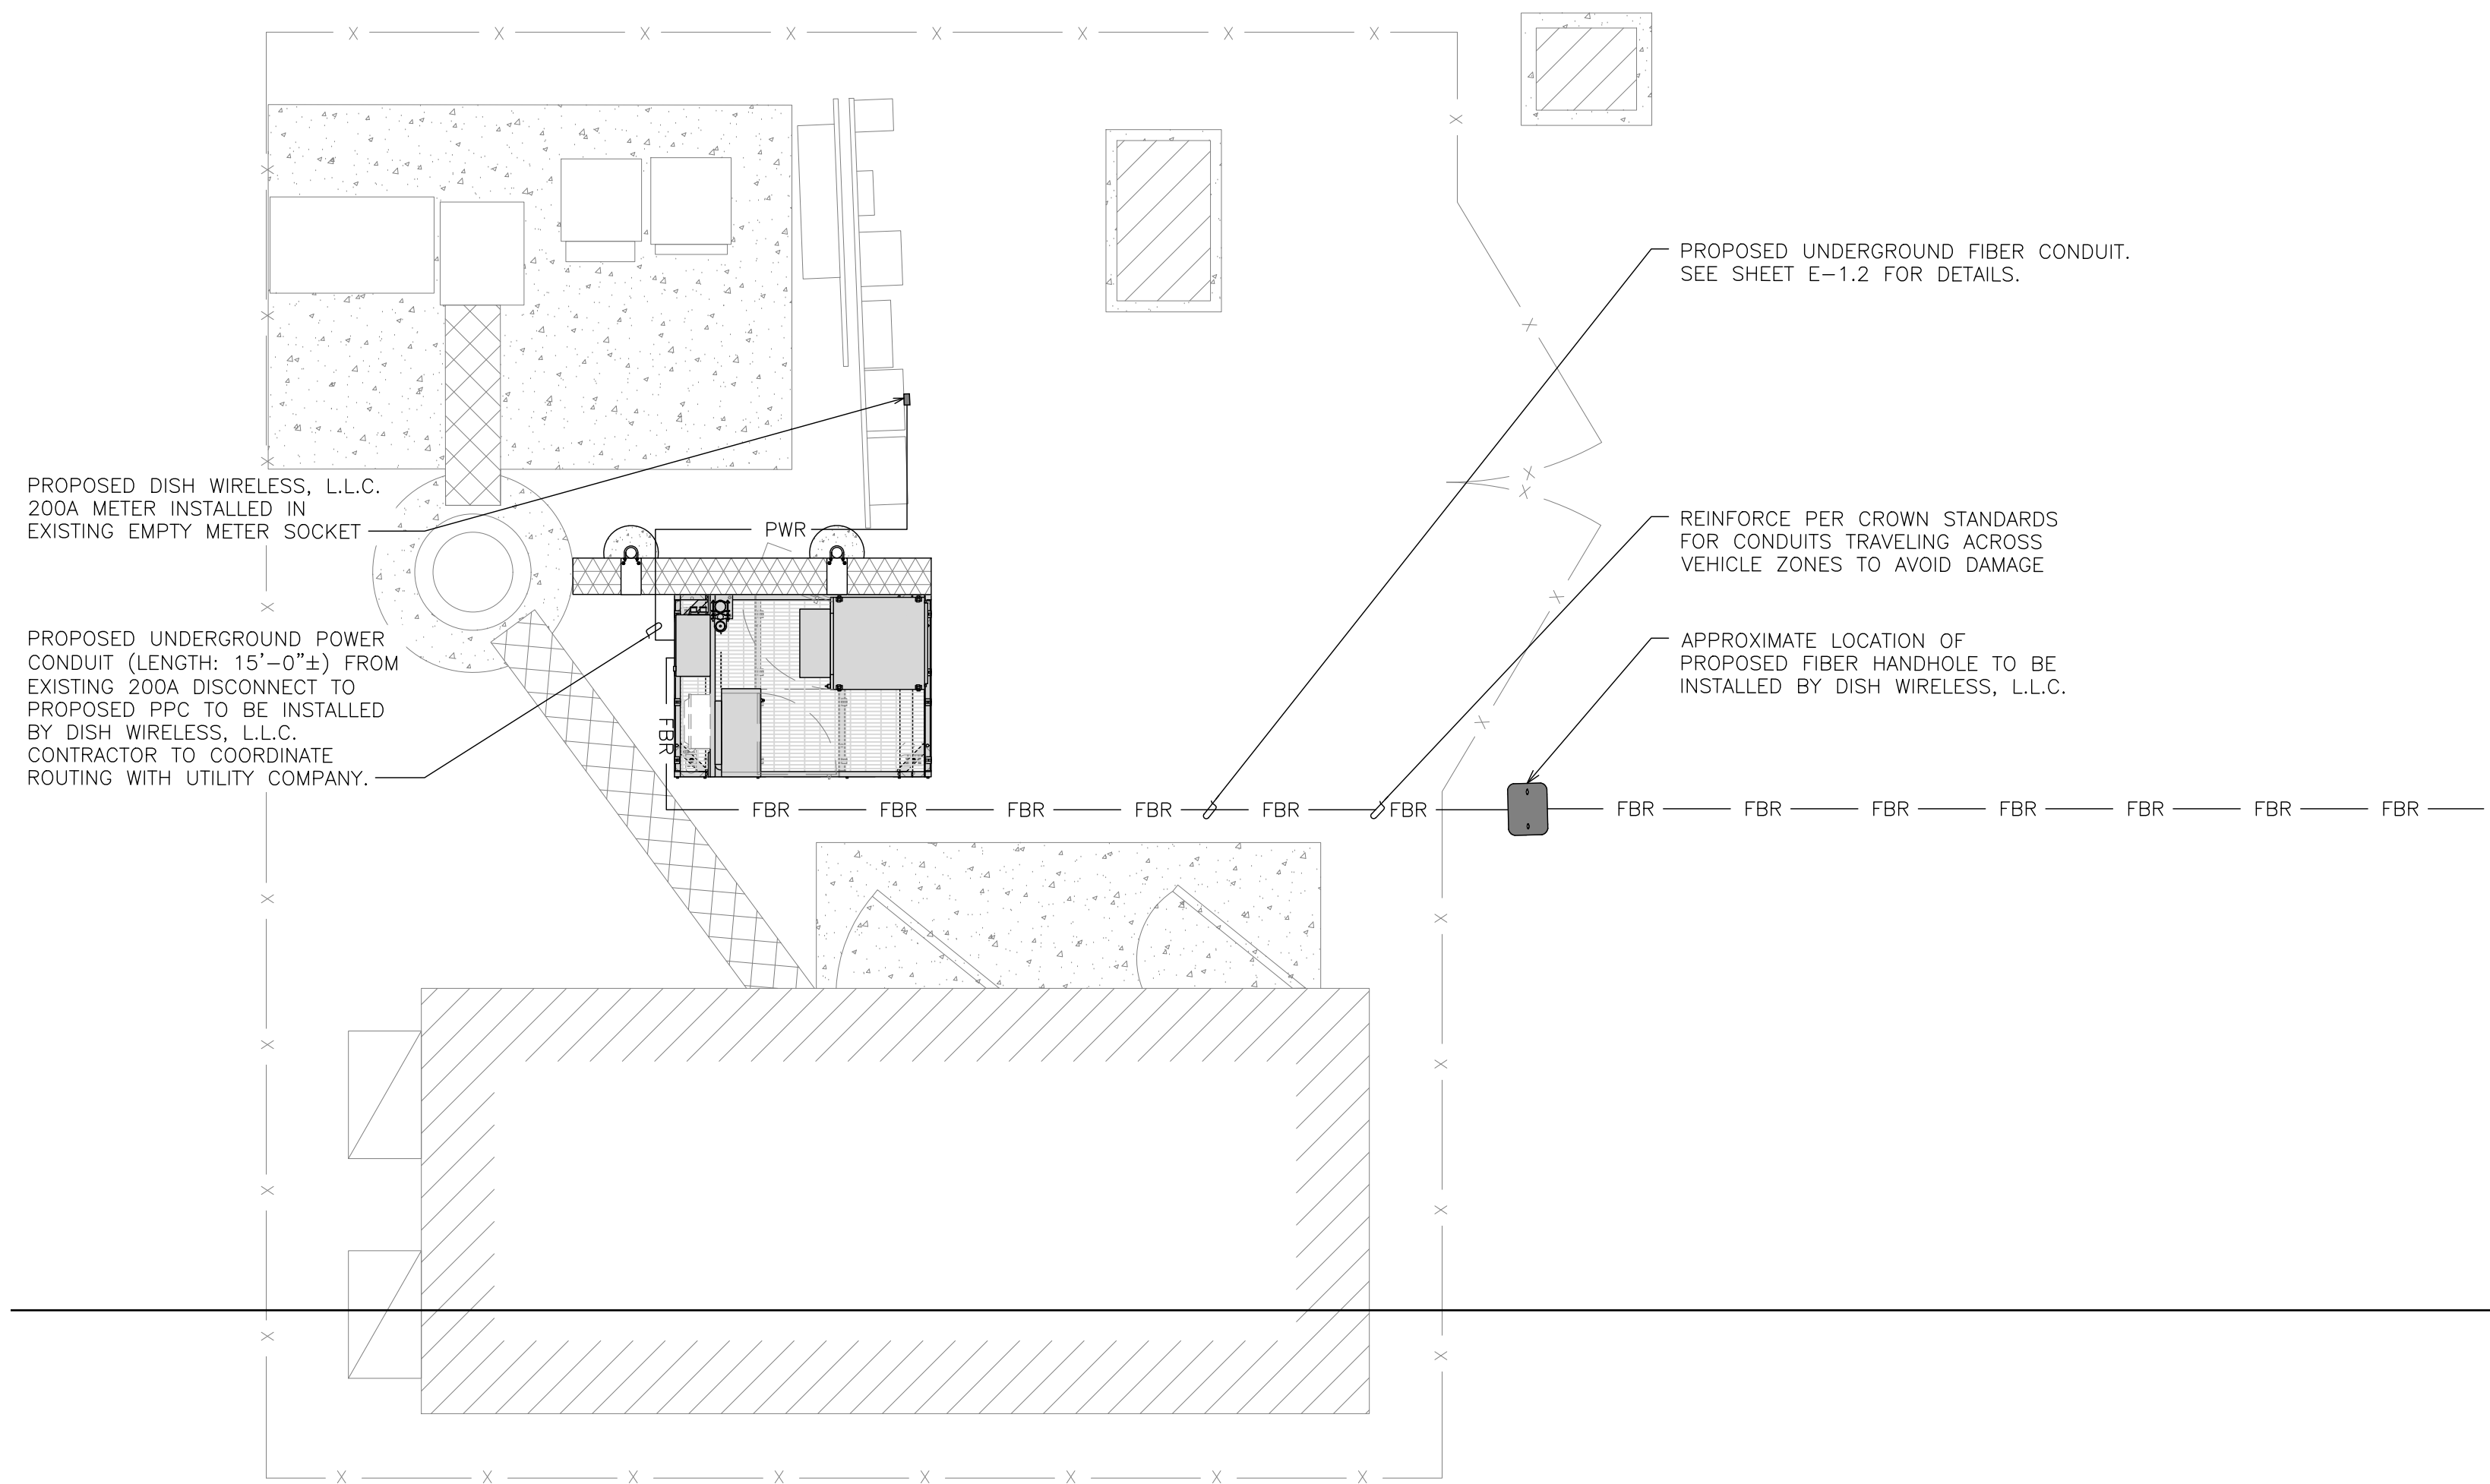 PROPOSED UNDERGROUND FIBER CONDUIT.
SEE SHEET E-1.2 FOR DETAILS.
PROPOSED DISH WIRELESS, L.L.C.
200A METER INSTALLED IN
EXISTING EMPTY METER SOCKET
PWR
REINFORCE PER CROWN STANDARDS
FOR CONDUITS TRAVELING ACROSS
VEHICLE ZONES TO AVOID DAMAGE
PROPOSED UNDERGROUND POWER
CONDUIT (LENGTH: 15'-0"±) FROM
EXISTING 200A DISCONNECT TO
PROPOSED PPC TO BE INSTALLED
BY DISH WIRELESS, L.L.C.
CONTRACTOR TO COORDINATE
ROUTING WITH UTILITY COMPANY.
APPROXIMATE LOCATION OF
PROPOSED FIBER HANDHOLE TO BE
INSTALLED BY DISH WIRELESS, L.L.C.
FBR
FBR FBR FBR FBR FBR FBR FBR FBR FBR FBR FBR FBR FBR